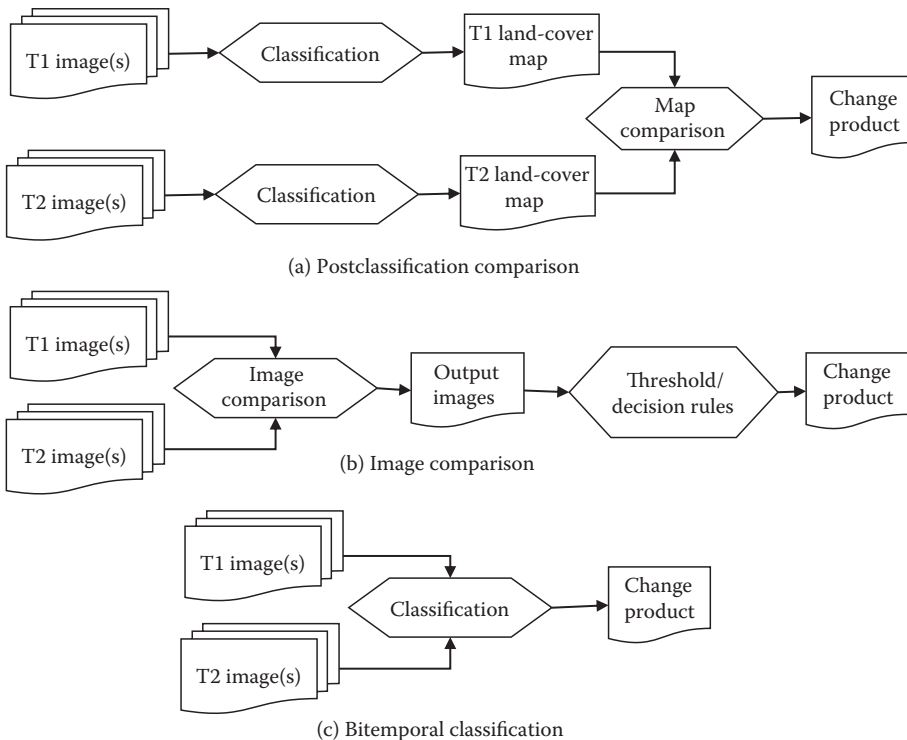 T1 image(s)
Classification
T1 land-cover
map
Map
comparison
Change
product
T2 image(s)
Classification
T2 land-cover
map
(a) Postclassification comparison
T1 image(s)
Image
comparison
Output
images
Threshold/
decision rules
Change
product
T2 image(s)
(b) Image comparison
T1 image(s)
Classification
Change
product
T2 image(s)
(c) Bitemporal classification